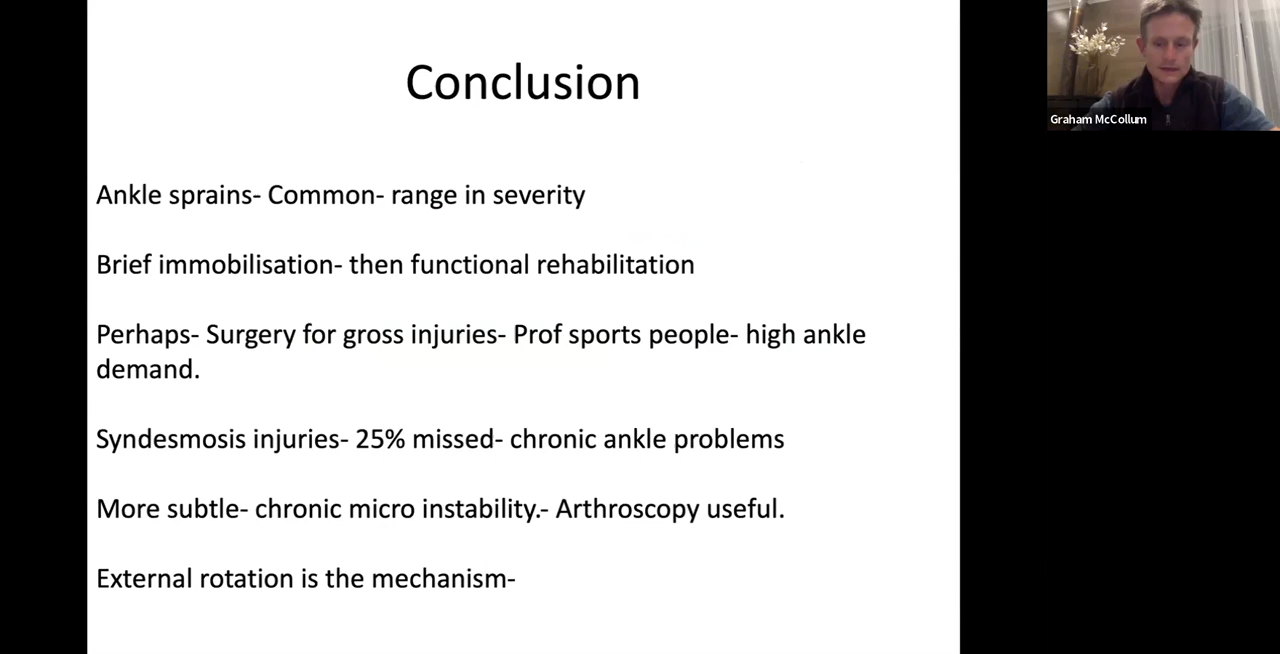 Conclusion
Graham McCollum
Ankle sprains- Common- range in severity
Brief immobilisation- then functional rehabilitation
Perhaps- Surgery for gross injuries- Prof sports people- high ankle
demand.
Syndesmosis injuries- 25% missed- chronic ankle problems
More subtle- chronic micro instability.- Arthroscopy useful.
External rotation is the mechanism-